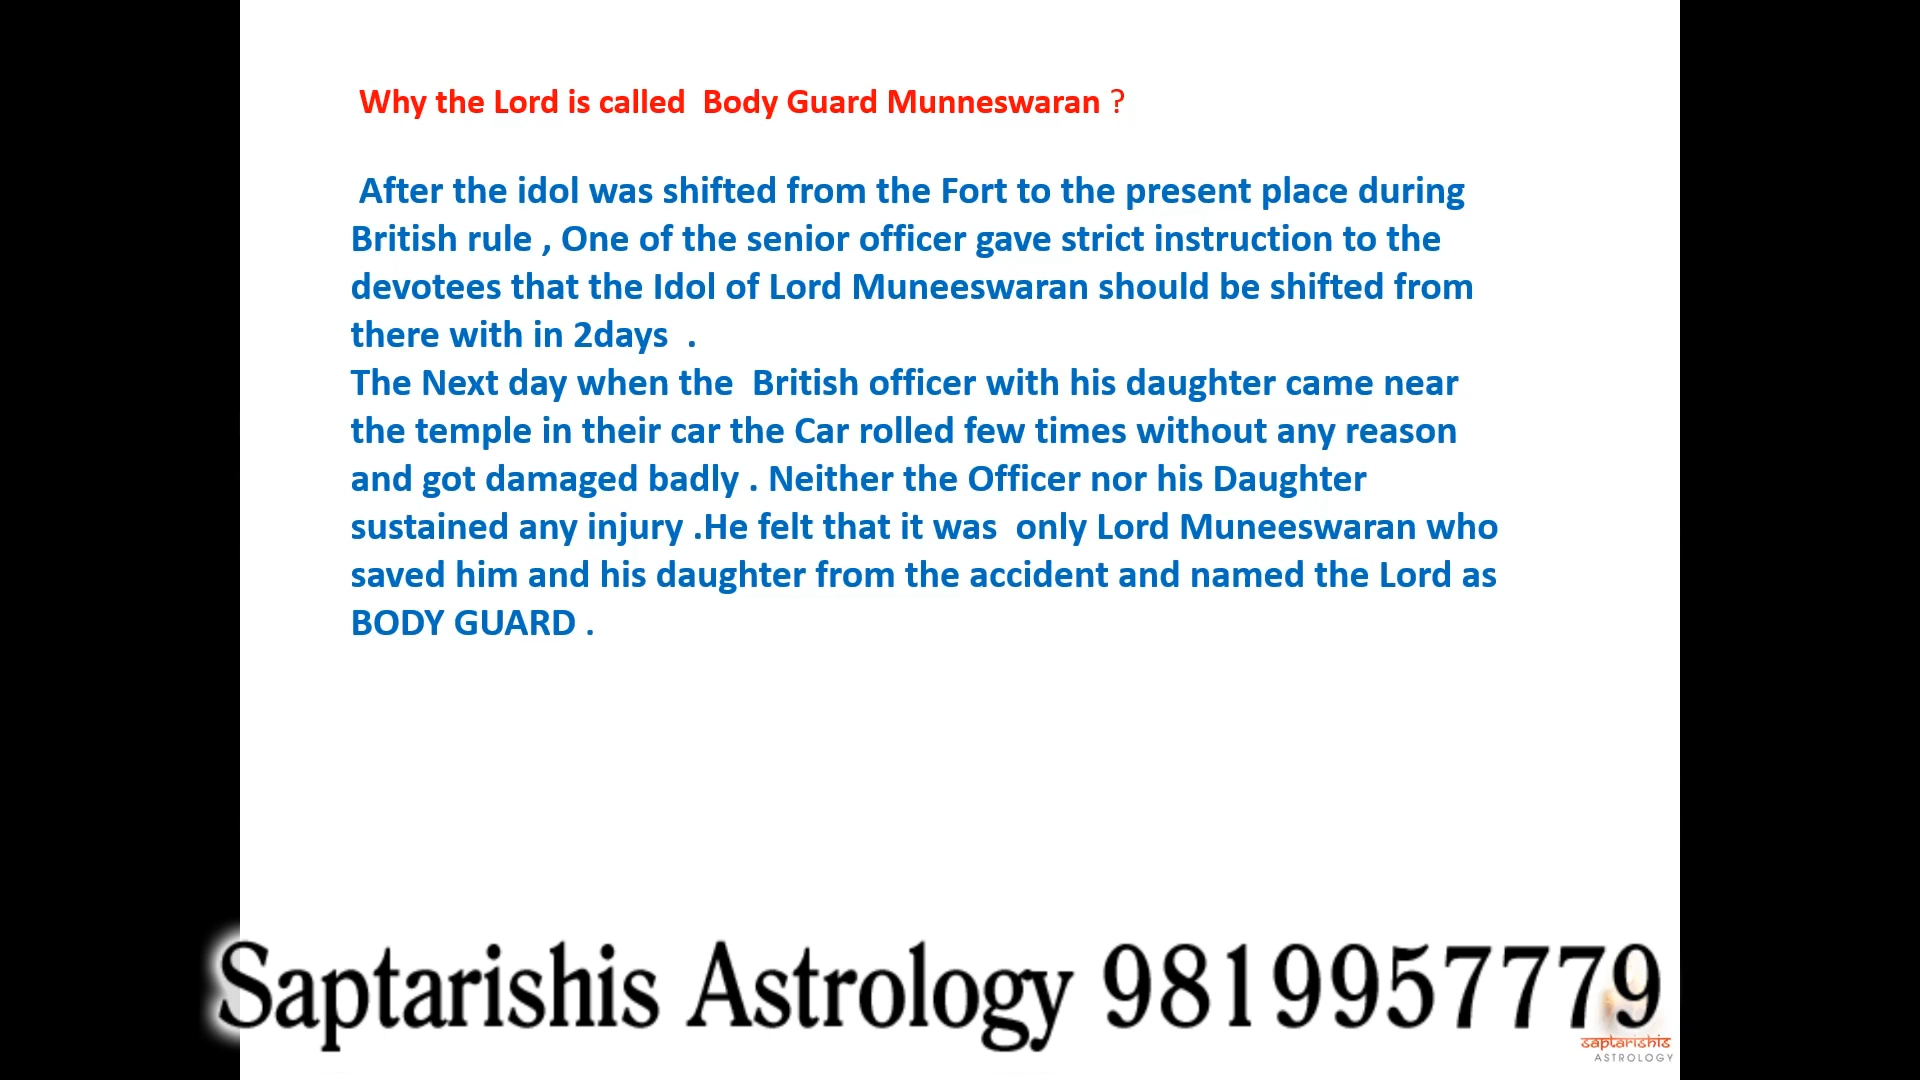 Why the Lord is called  Body Guard Munneswaran ?
After the idol was shifted from the Fort to the present place during
British rule , One of the senior officer gave strict instruction to the
devotees that the Idol of Lord Muneeswaran should be shifted from
there with in 2days  .
The Next day when the  British officer with his daughter came near
the temple in their car the Car rolled few times without any reason
and got damaged badly . Neither the Officer nor his Daughter
sustained any injury .He felt that it was  only Lord Muneeswaran who
saved him and his daughter from the accident and named the Lord as
BODY GUARD .
Saptarishis Astrology 9819957779
saptarishis
ASTROLOGY